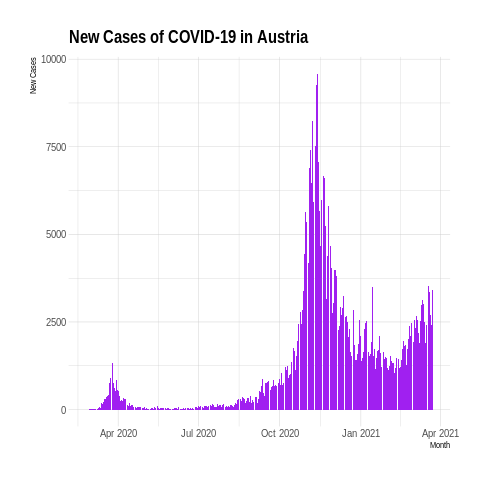 New Cases of COVID-19 in Austria
New Cases
10000
7500
5000
2500
0
Apr 2020 Jul 2020 Oct 2020 Jan 2021 Apr 2021
Month